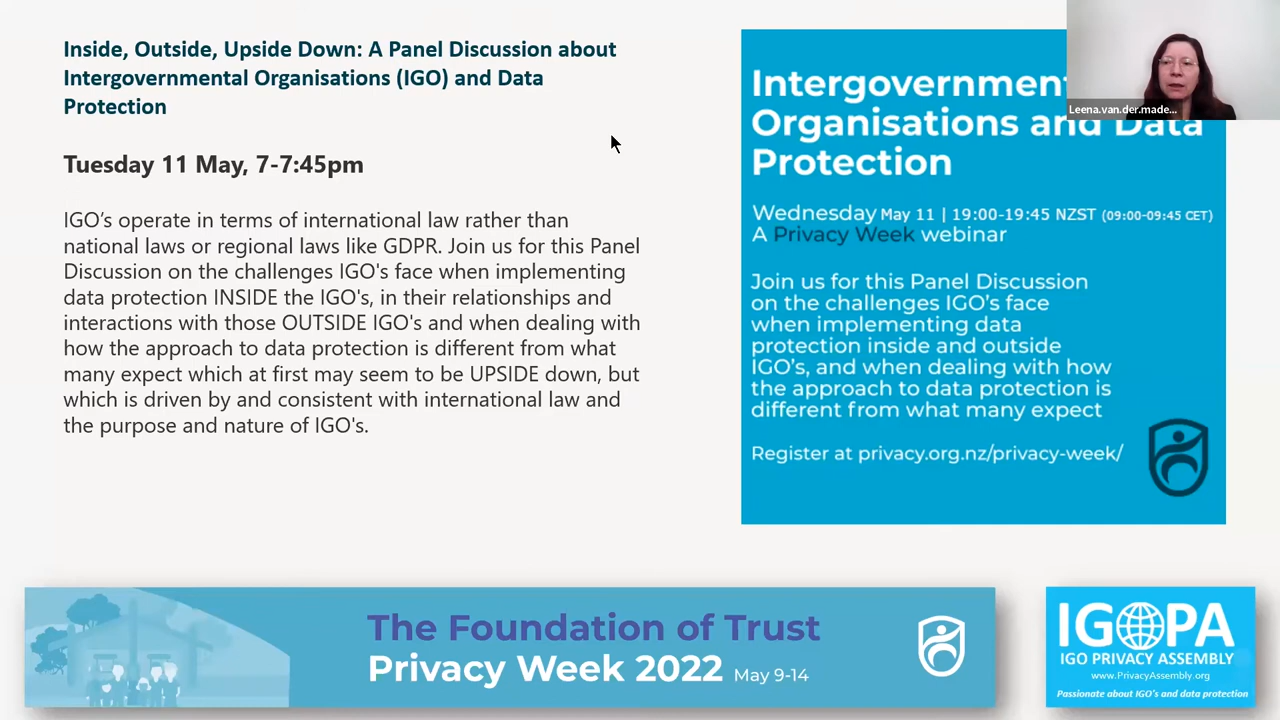 Inside, Outside, Upside Down: A Panel Discussion about
Intergovernmental Organisations (IGO) and Data
Protection
Tuesday 11 May, 7-7:45pm
IGO’s operate in terms of international law rather than
national laws or regional laws like GDPR. Join us for this Panel
Discussion on the challenges IGO's face when implementing
data protection INSIDE the IGO's, in their relationships and
interactions with those OUTSIDE IGO's and when dealing with
how the approach to data protection is different from what
many expect which at first may seem to be UPSIDE down, but
which is driven by and consistent with international law and
the purpose and nature of IGO's.
Leena.van.der.made...
Intergovernment
Organisations and Data
Protection
Wednesday May 11 | 19:00-19:45 NZST (09:00-09:45 CET)
A Privacy Week webinar
Join us for this Panel Discussion
on the challenges IGO’s face
when implementing data
protection inside and outside
IGO’s, and when dealing with how
the approach to data protection is
different from what many expect
Register at privacy.org.nz/privacy-week/
The Foundation of Trust
Privacy Week 2022 May 9-14
IGOPA
IGO PRIVACY ASSEMBLY
www.PrivacyAssembly.org
Passionate about IGO's and data protection